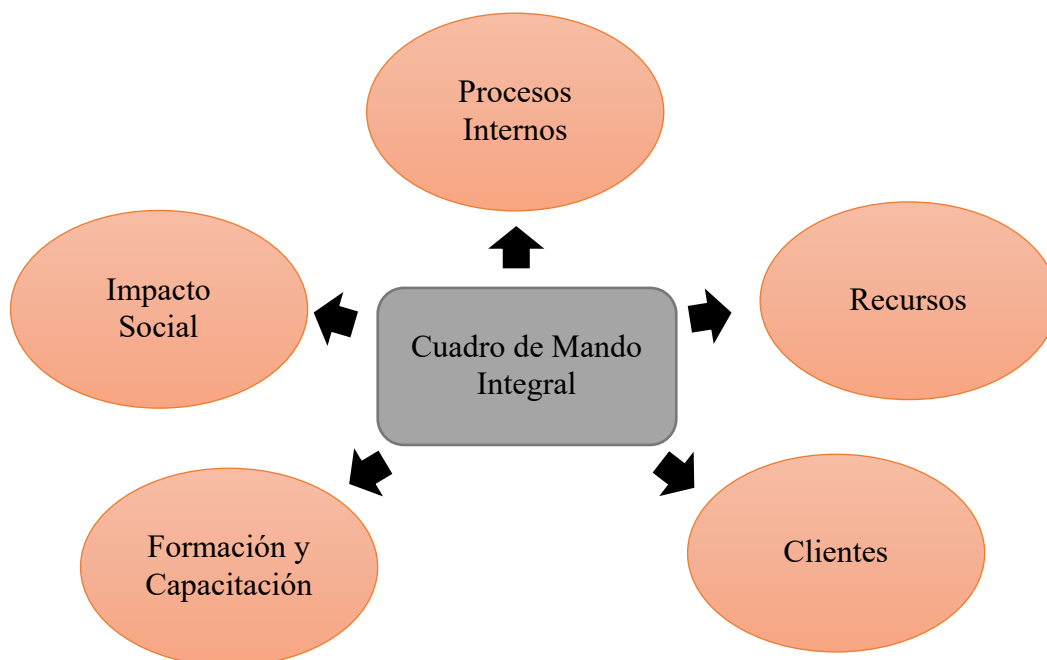 Procesos
Internos
Impacto
Social
Recursos
Cuadro de Mando
Integral
Formación y
Capacitación
Clientes